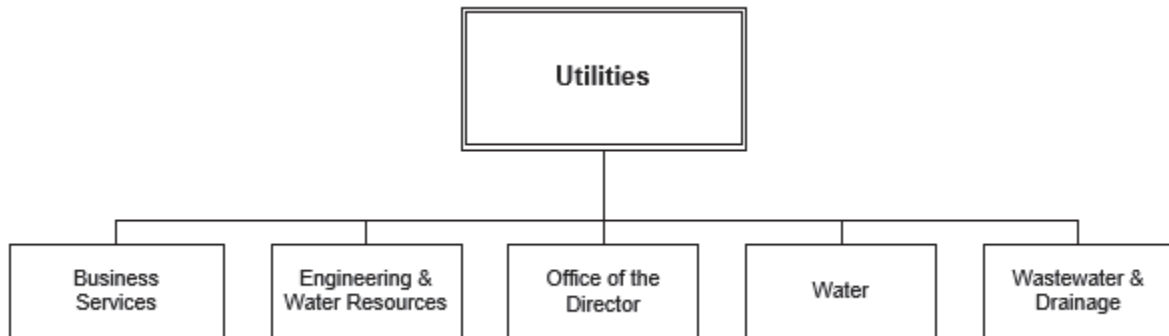 Utilities
Business
Services
Engineering &
Water Resources
Office of the
Director
Water
Wastewater &
Drainage